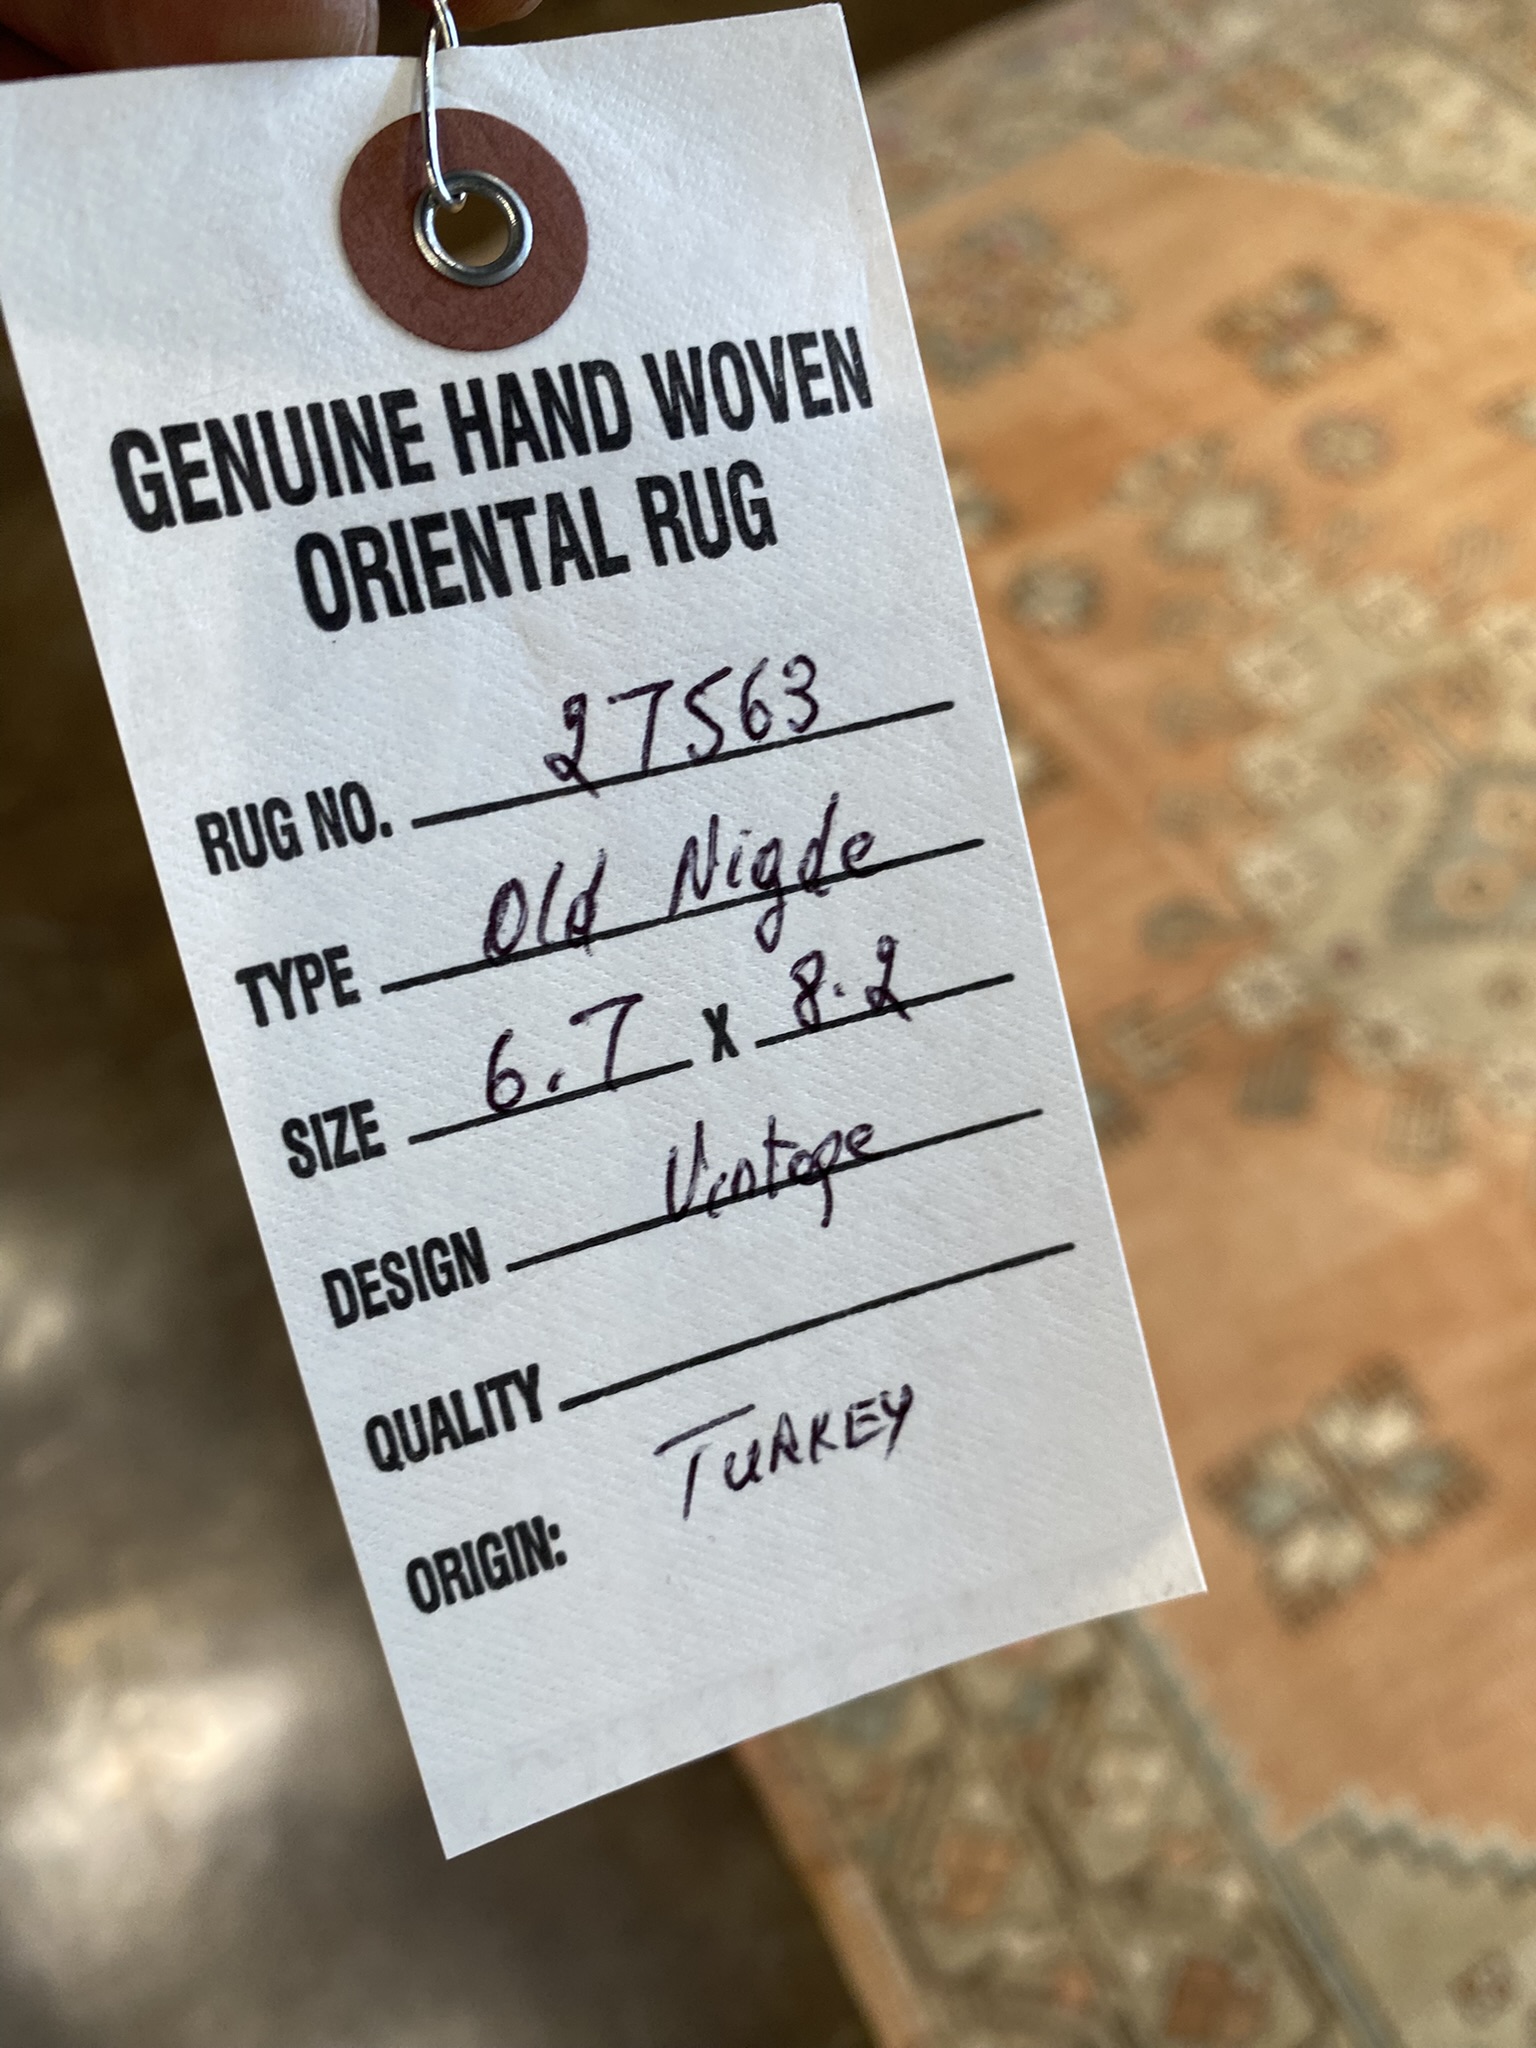 GENUINE HAND WOVEN
ORIENTAL RUG
RUG NO. 27563
TYPE Old Nigde
SIZE 6.7 X 8.2
DESIGN Vintage
QUALITY
ORIGIN: TURKEY